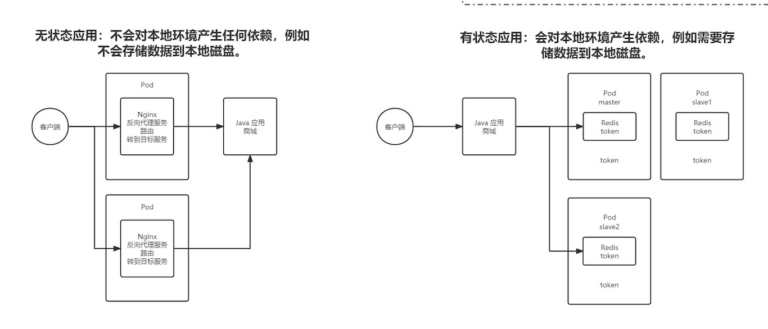 无状态应用：不会对本地环境产生任何依赖，例如
不会存储数据到本地磁盘。
Pod
客户端
Nginx
反向代理服务
路由
转到目标服务
Java 应用
商城
Pod
Nginx
反向代理服务
路由
转到目标服务
有状态应用：会对本地环境产生依赖，例如需要存
储数据到本地磁盘。
客户端
Java 应用
商城
Pod
master
Redis
token
token
Pod
slave1
Redis
token
token
Pod
slave2
Redis
token
token